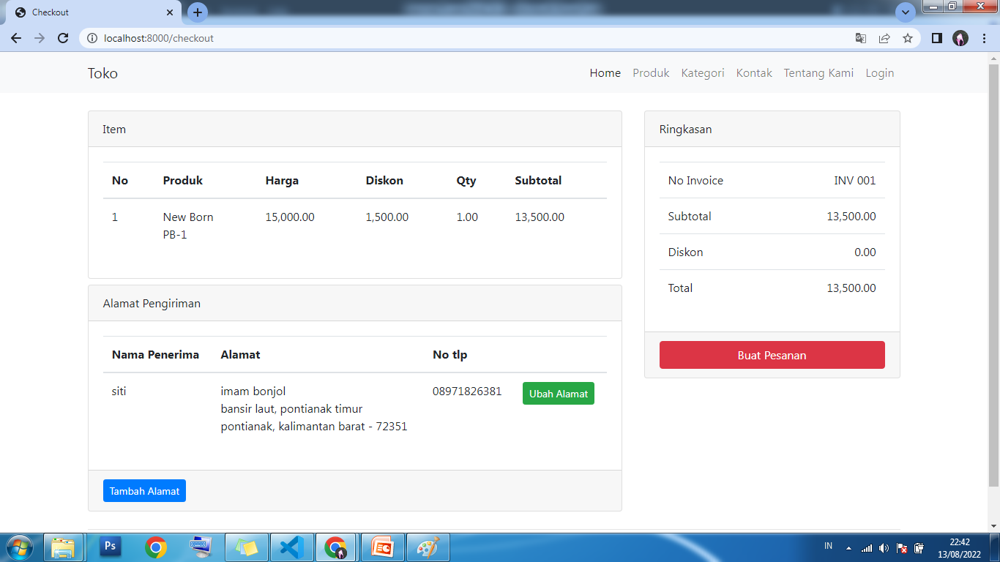 Checkout
localhost:8000/checkout
Toko
Home Produk Kategori Kontak Tentang Kami Login
Item
No Produk Harga Diskon Qty Subtotal
1 New Born 15,000.00 1,500.00 1.00 13,500.00
PB-1
Alamat Pengiriman
Nama Penerima Alamat No tlp
siti imam bonjol 08971826381 Ubah Alamat
bansir laut, pontianak timur
pontianak, kalimantan barat - 72351
Tambah Alamat
Ringkasan
No Invoice INV 001
Subtotal 13,500.00
Diskon 0.00
Total 13,500.00
Buat Pesanan
Ps
IN
22:42
13/08/2022